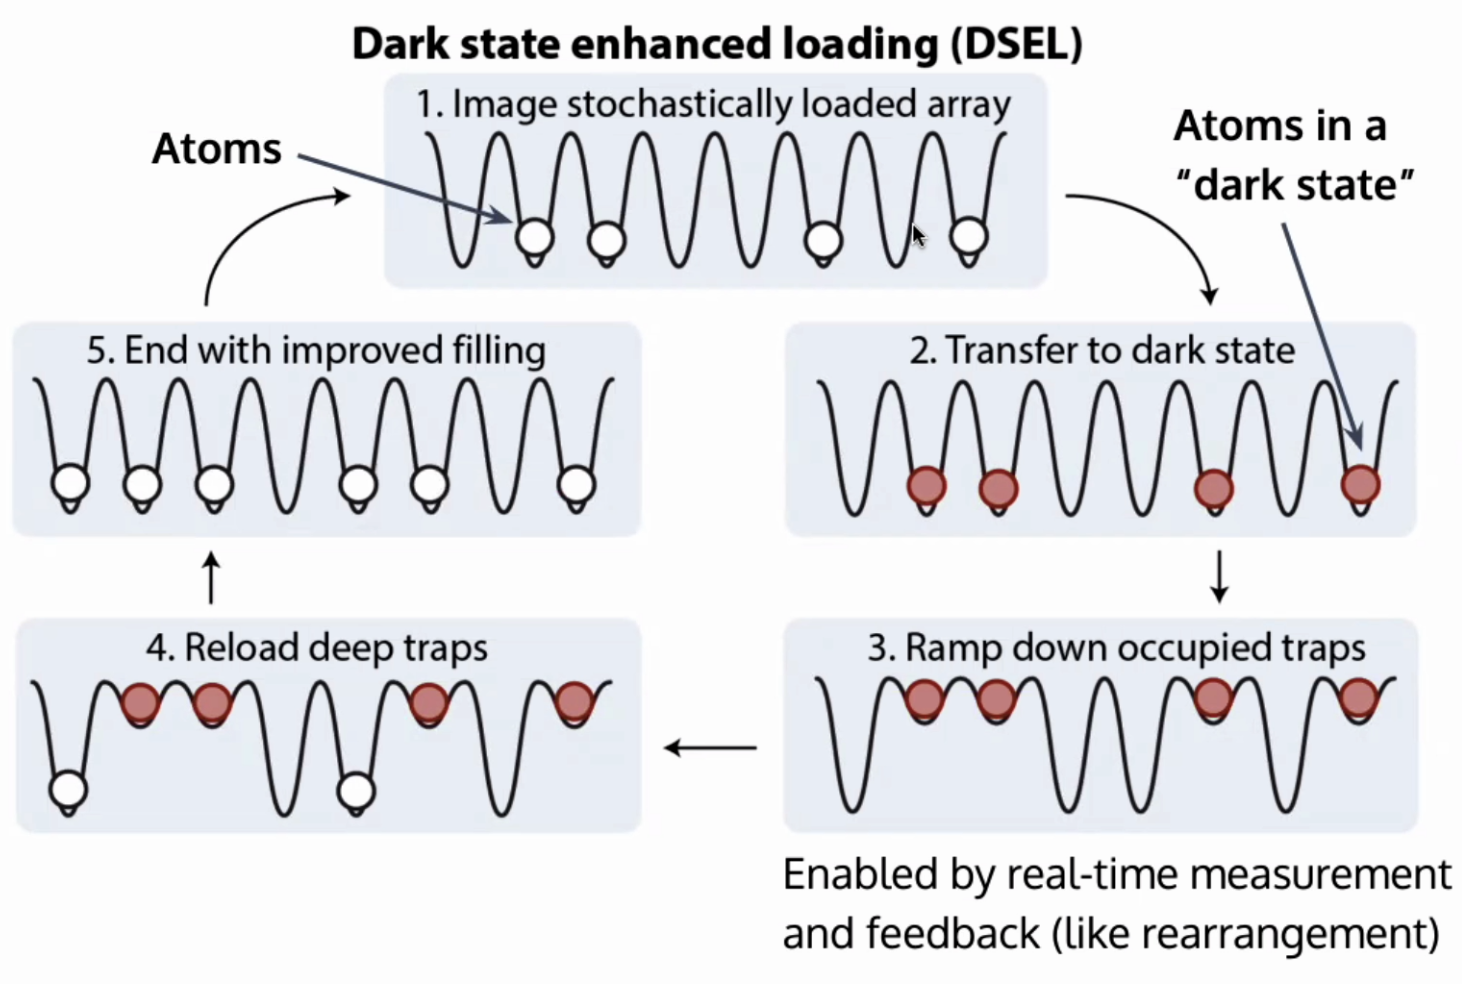 Dark state enhanced loading (DSEL)
1. Image stochastically loaded array
Atoms
Atoms in a
“dark state”
2. Transfer to dark state
3. Ramp down occupied traps
Enabled by real-time measurement
and feedback (like rearrangement)
4. Reload deep traps
5. End with improved filling